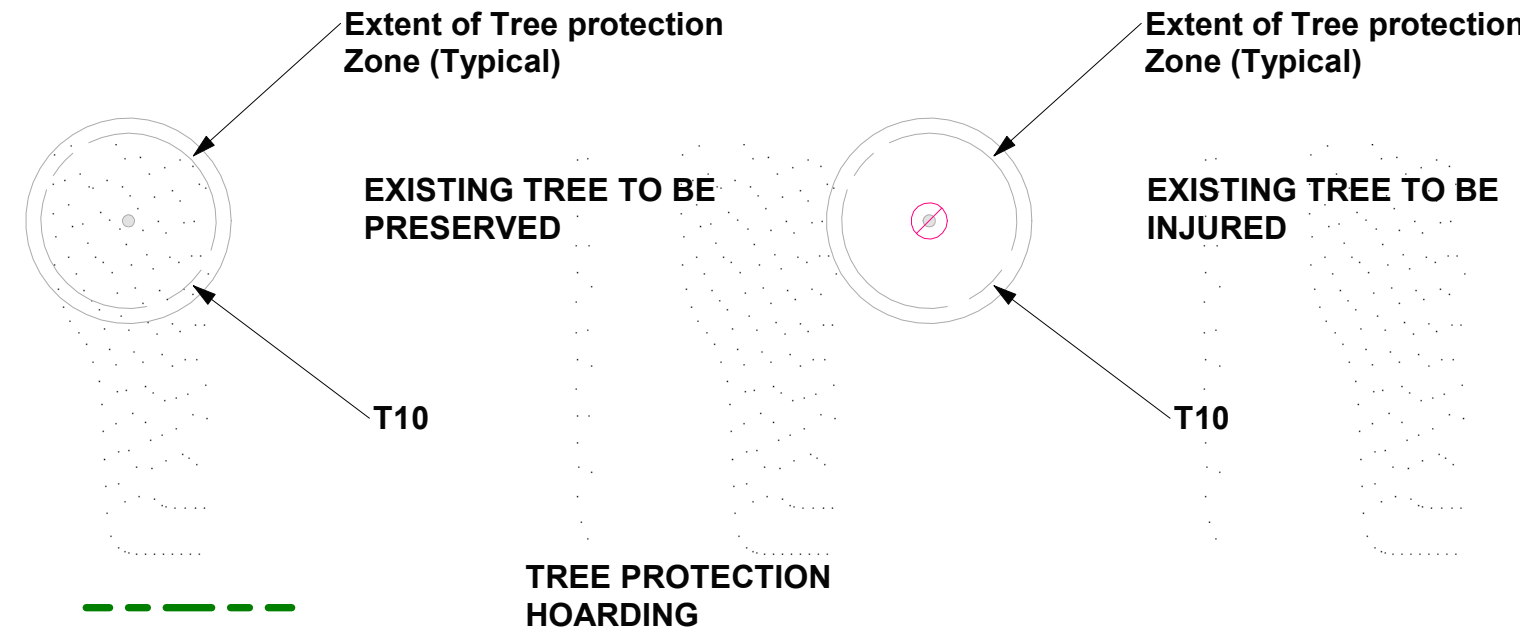 Extent of Tree protection
Zone (Typical)
EXISTING TREE TO BE
PRESERVED
T10
Extent of Tree protection
Zone (Typical)
EXISTING TREE TO BE
INJURED
T10
TREE PROTECTION
HOARDING